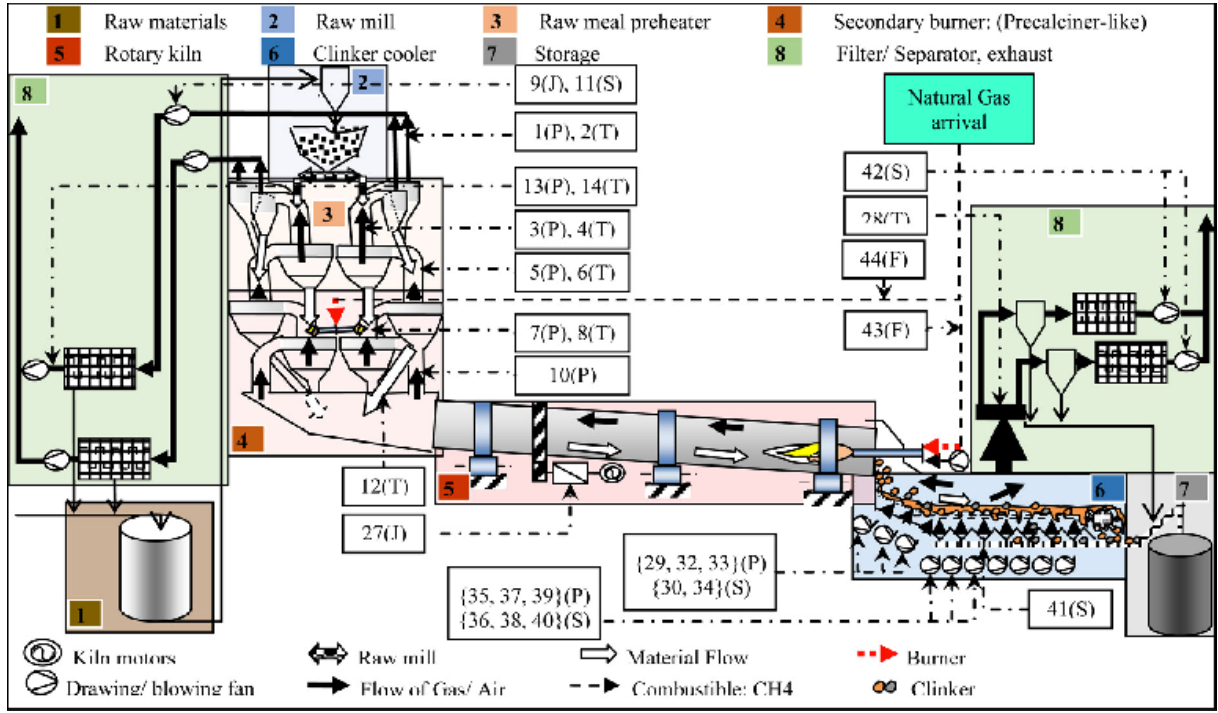 1 Raw materials 2 Raw mill 3 Raw meal preheater 4 Secondary burner: (Precalciner-like)
5 Rotary kiln 6 Clinker cooler 7 Storage 8 Filter/ Separator, exhaust
8
2
9(J), 11(S)
Natural Gas
arrival
1(P), 2(T)
13(P), 14(T)
42(S)
3
3(P), 4(T)
28(T)
8
5(P), 6(T)
44(F)
7(P), 8(T)
43(F)
10(P)
4
12(T)
5
6
7
27(J)
{29, 32, 33}(P)
{30, 34}(S)
{35, 37, 39}(P)
{36, 38, 40}(S)
41(S)
1
Kiln motors Raw mill Material Flow Burner
Drawing/ blowing fan Flow of Gas/ Air Combustible: CH4 Clinker